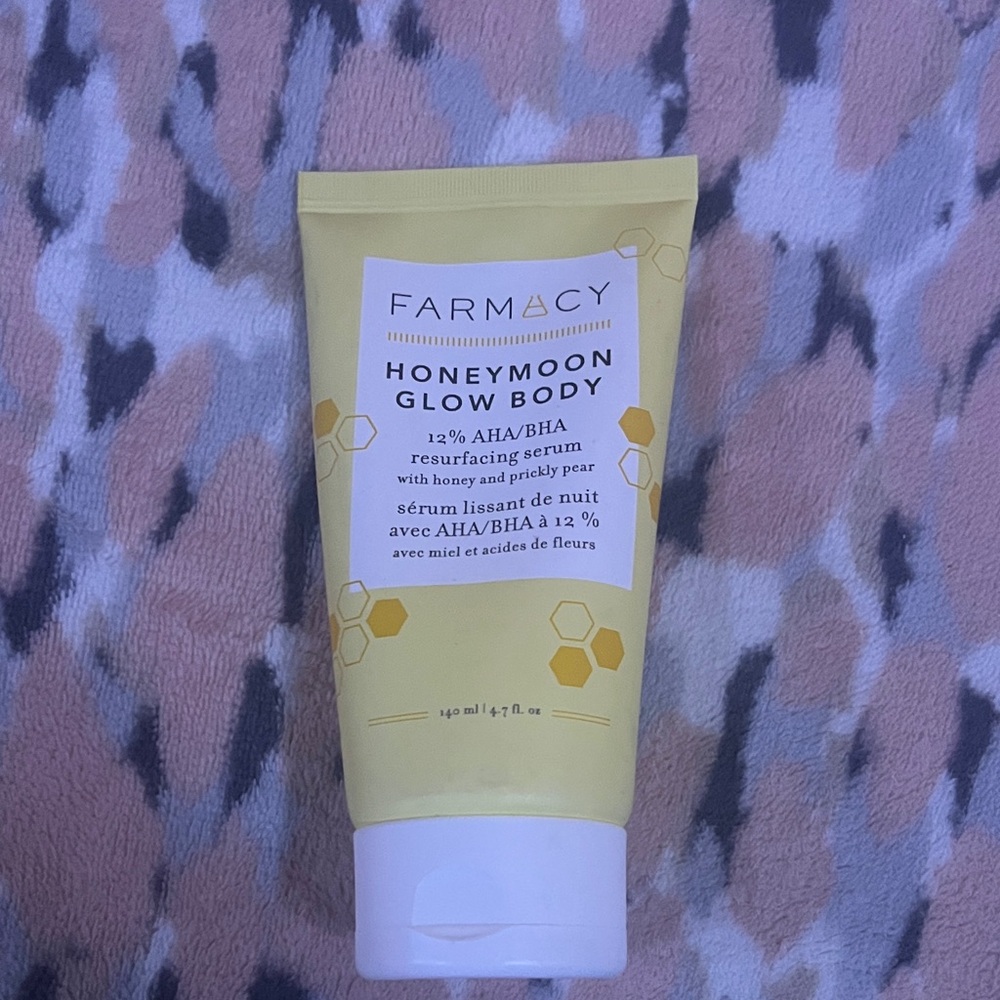 FARMACY
HONEYMOON
GLOW BODY
12% AHA/BHA
resurfacing serum
with honey and prickly pear
sérum lissant de nuit
avec AHA/BHA à 12 %
avec miel et acides de fleurs
140 ml | 4.7 fl. oz